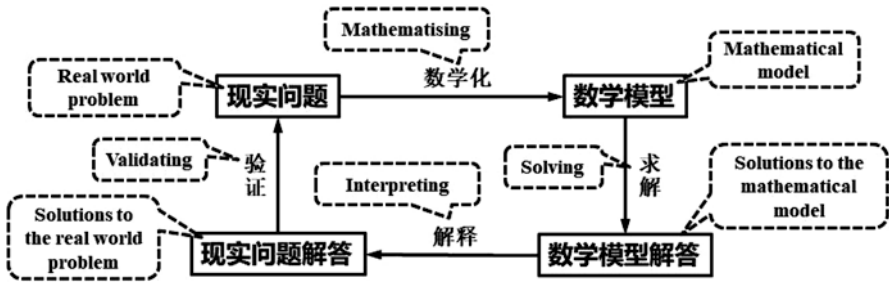 Mathematising
数学化
Real world
problem
现实问题
数学模型
Mathematical
model
Validating
验
证
Interpreting
解释
Solving
求
解
Solutions to the
mathematical
model
Solutions to
the real world
problem
现实问题解答
数学模型解答